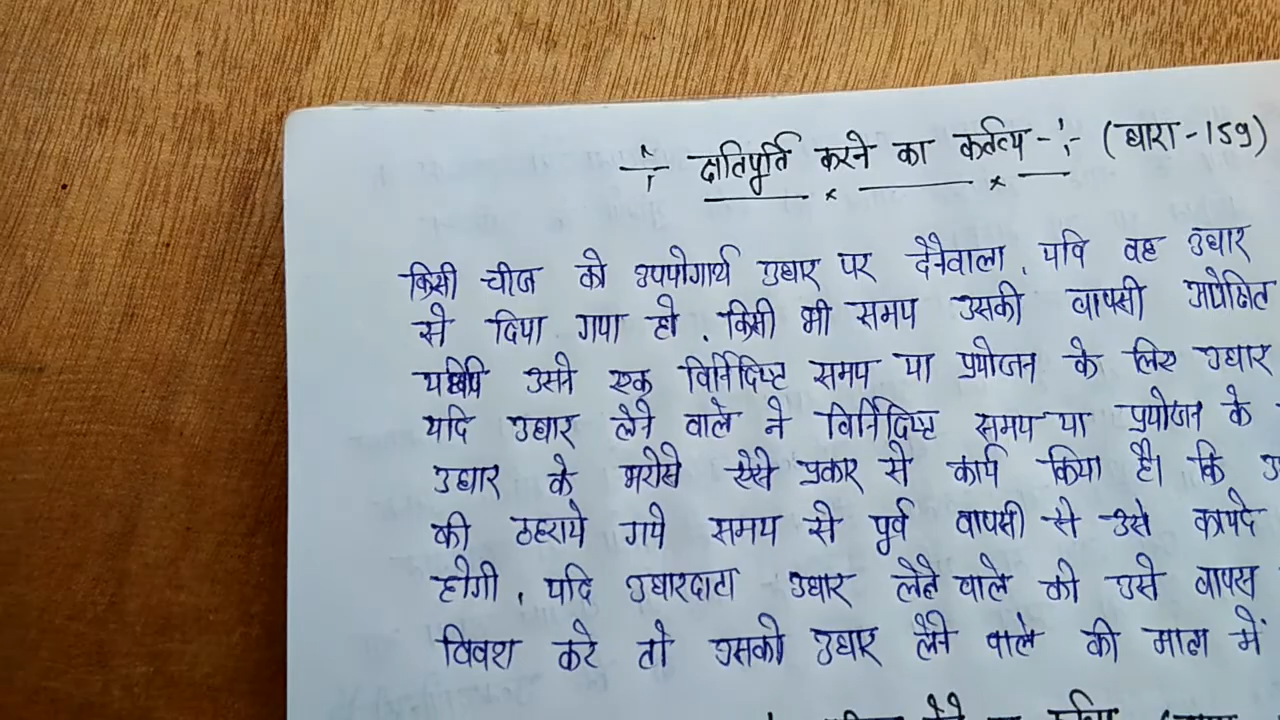 क्षतिपूर्ति करने का कर्तव्य -:- (धारा - 159)
किसी चीज को उपयोगार्थ उधार पर देनेवाला, यदि वह उधार
से दिया गया हो, किसी भी समय उसकी वापसी अपेक्षित
यद्यपि उसने एक विनिर्दिष्ट समय या प्रयोजन के लिए उधार
यदि उधार लेने वाले ने विनिर्दिष्ट समय या प्रयोजन के
उधार के भरोसे ऐसे प्रकार से कार्य किया है। कि
की ठहराये गये समय से पूर्व वापसी से उसे
होगी, यदि उधारदाता उधार लेने वाले को उसे वापस
विवश करे तो उसको उधार लेने वाले की में